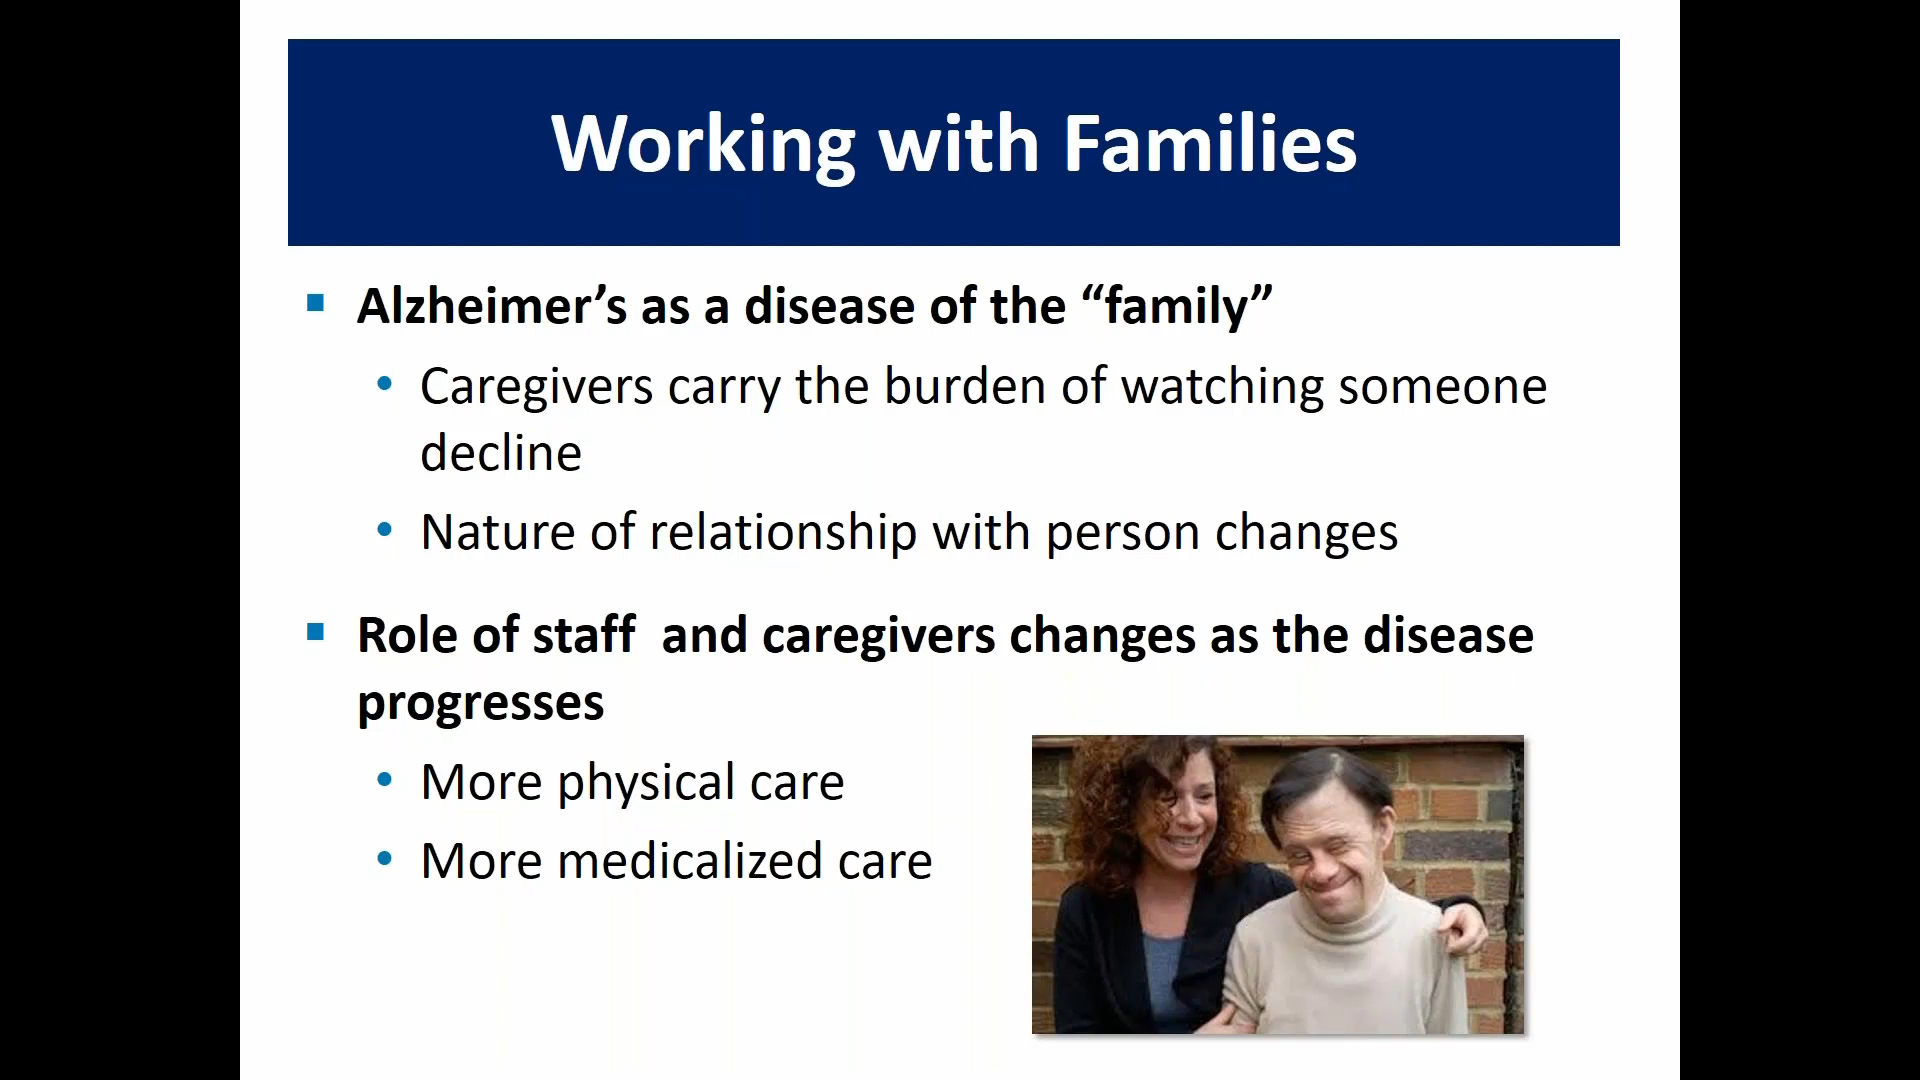 Working with Families
Alzheimer’s as a disease of the “family”
Caregivers carry the burden of watching someone
decline
Nature of relationship with person changes
Role of staff  and caregivers changes as the disease
progresses
More physical care
More medicalized care